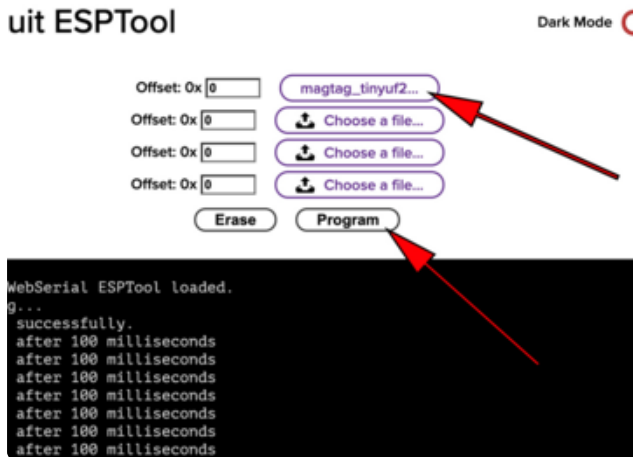 uit ESPTool
Dark Mode
Offset: 0x 0 magtag_tinyuf2...
Offset: 0x 0 Choose a file...
Offset: 0x 0 Choose a file...
Offset: 0x 0 Choose a file...
Erase Program
WebSerial ESPTool loaded.
g...
successfully.
after 100 milliseconds
after 100 milliseconds
after 100 milliseconds
after 100 milliseconds
after 100 milliseconds
after 100 milliseconds
after 100 milliseconds